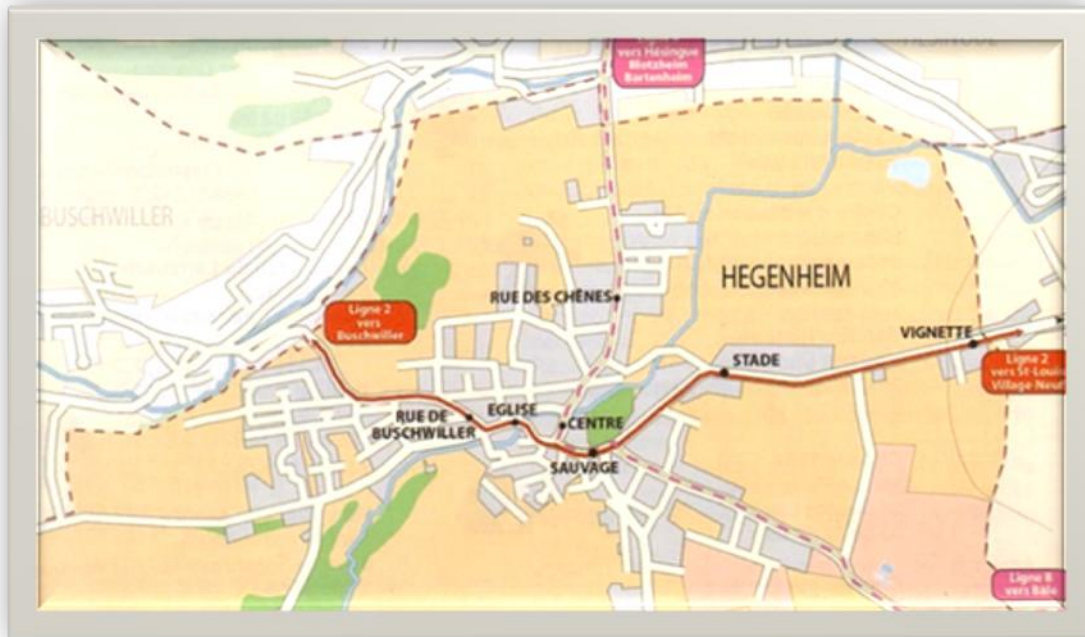 vers Hésingue
Blotzheim
Bartenheim
HÉSINGUE
BUSCHWILLER
HEGENHEIM
RUE DES CHÊNES
Ligne 2
vers
Buschwiller
VIGNETTE
STADE
Ligne 2
vers St-Louis
Village Neuf
EGLISE
RUE DE
BUSCHWILLER
CENTRE
SAUVAGE
Ligne 8
vers Bâle